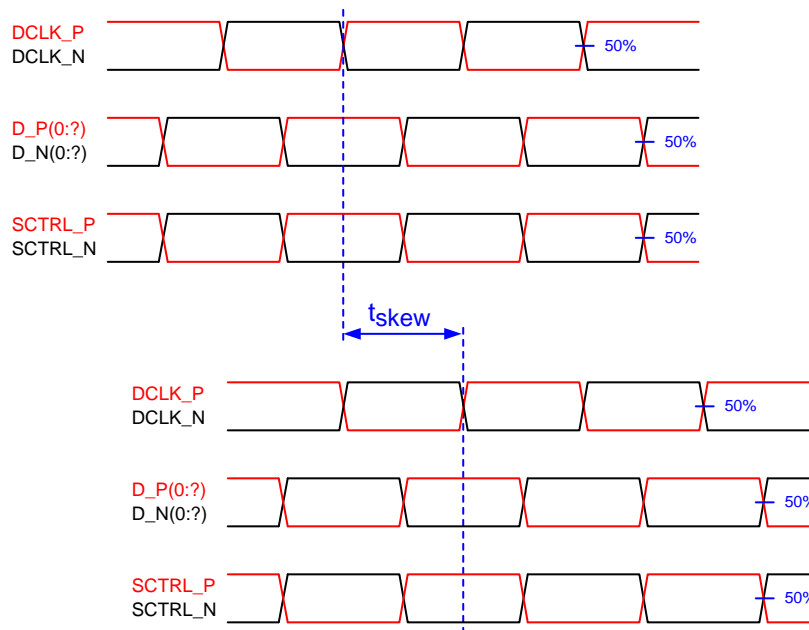 DCLK_P
DCLK_N
50%
D_P(0:?)
D_N(0:?)
50%
SCTRL_P
SCTRL_N
50%
tskew
DCLK_P
DCLK_N
50%
D_P(0:?)
D_N(0:?)
50%
SCTRL_P
SCTRL_N
50%